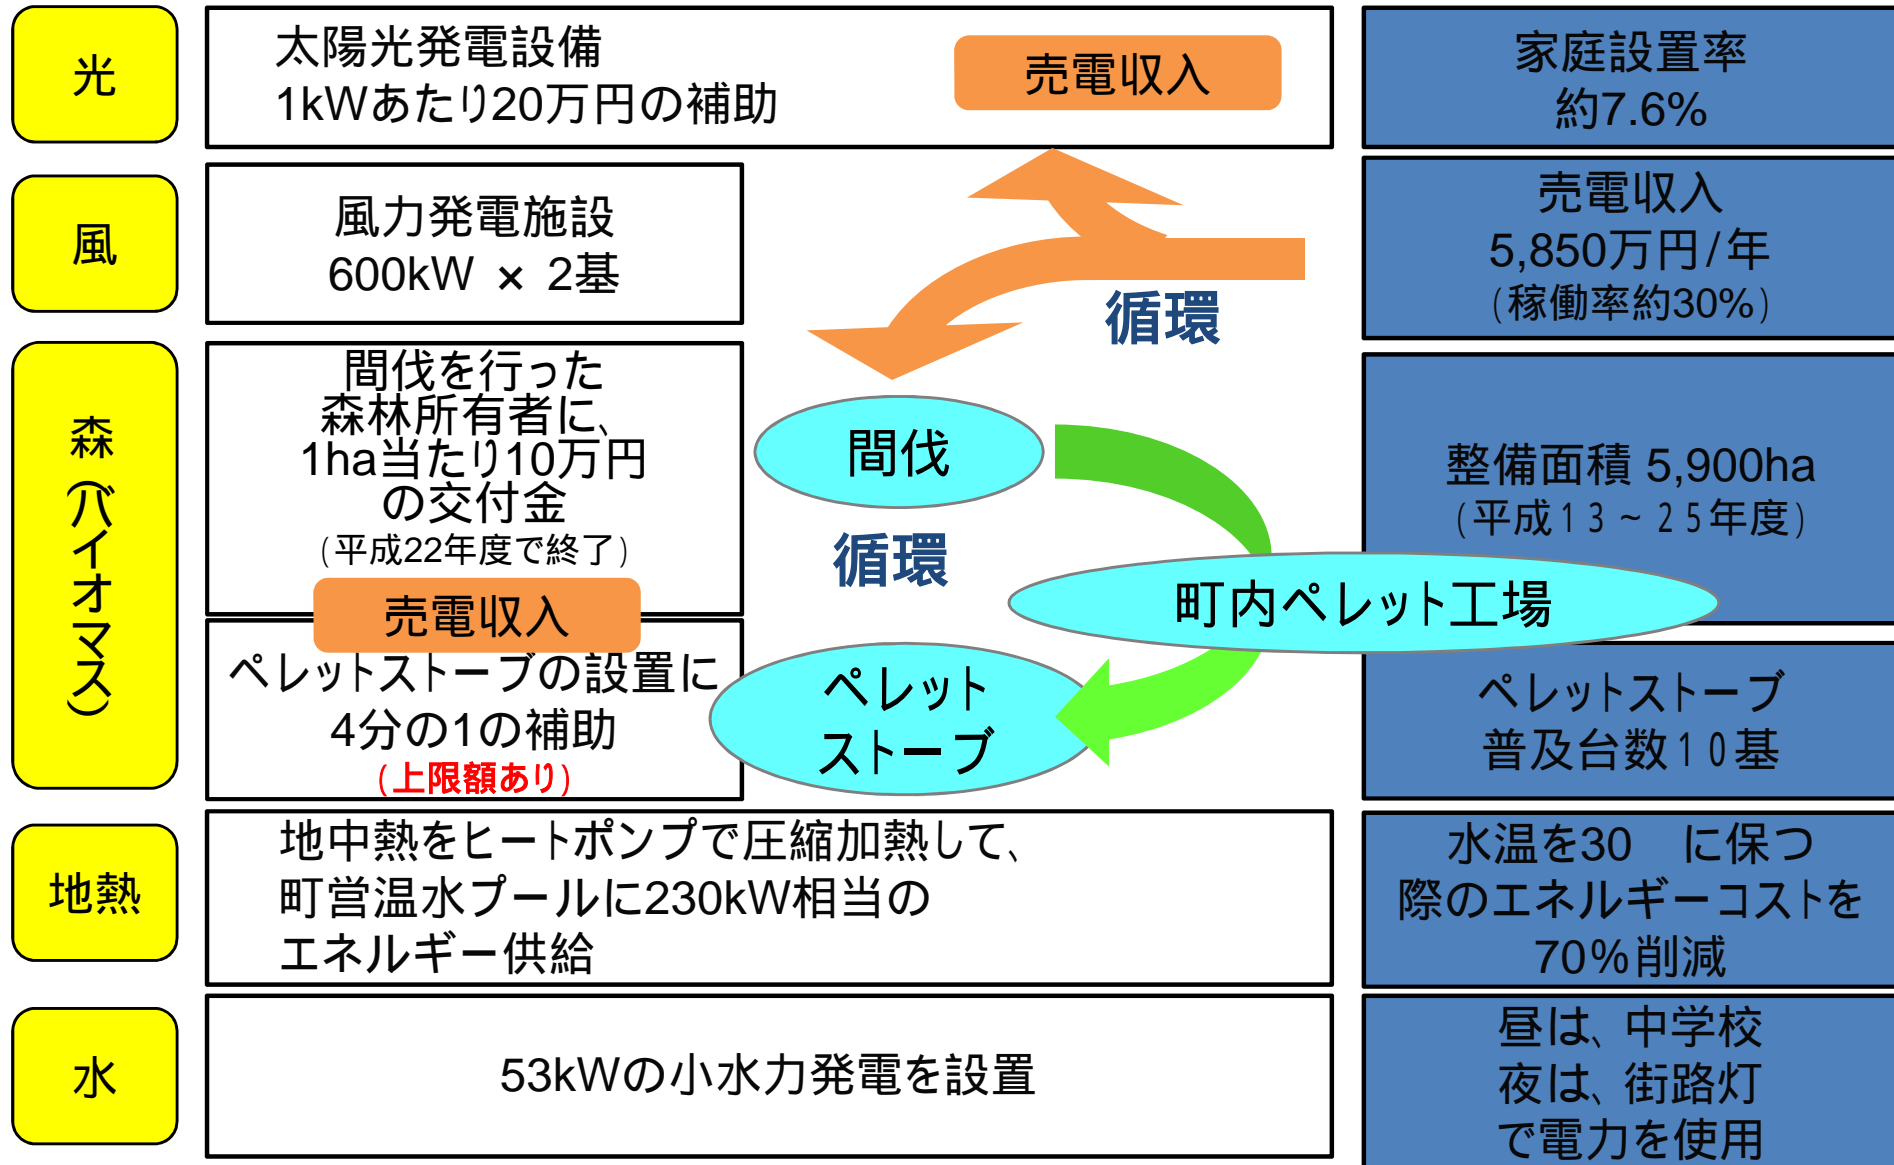 光
太陽光発電設備
1kWあたり20万円の補助
売電収入
家庭設置率
約7.6%
風
風力発電施設
600kW × 2基
循環
売電収入
5,850万円/年
(稼働率約30%)
森(バイオマス)
間伐を行った
森林所有者に、
1ha当たり10万円
の交付金
(平成22年度で終了)
売電収入
ペレットストーブの設置に
4分の1の補助
(上限額あり)
間伐
循環
町内ペレット工場
ペレット
ストーブ
整備面積 5,900ha
(平成13~25年度)
ペレットストーブ
普及台数10基
地熱
地中熱をヒートポンプで圧縮加熱して、
町営温水プールに230kW相当の
エネルギー供給
水温を30 に保つ
際のエネルギーコストを
70%削減
水
53kWの小水力発電を設置
昼は、中学校
夜は、街路灯
で電力を使用